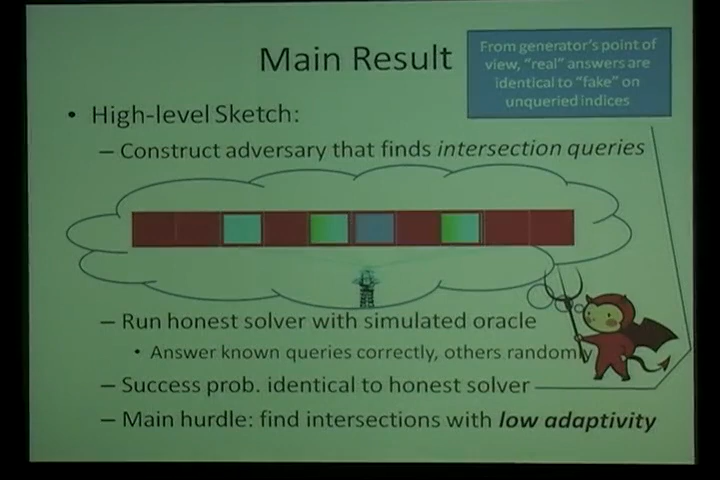 Main Result
From generator's point of
view, "real" answers are
identical to "fake" on
unqueried indices
• High-level Sketch:
– Construct adversary that finds intersection queries
– Run honest solver with simulated oracle
• Answer known queries correctly, others randomly
– Success prob. identical to honest solver
– Main hurdle: find intersections with low adaptivity